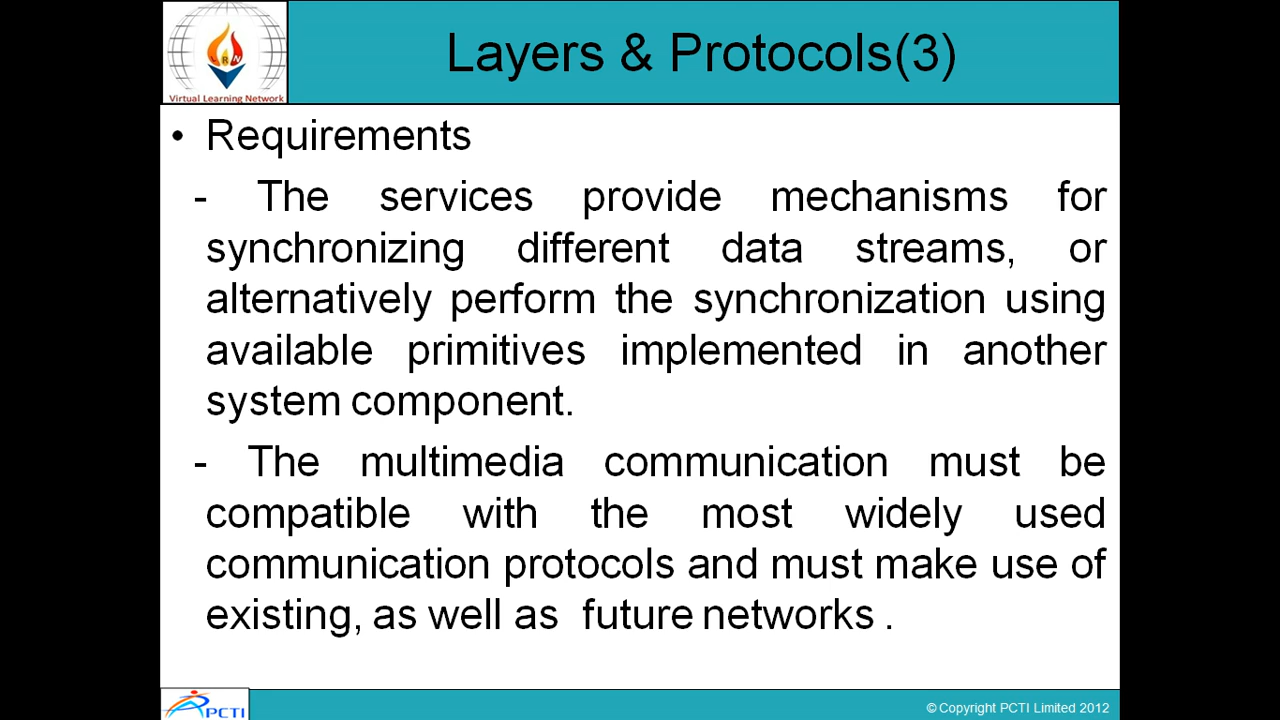 Layers & Protocols(3)
Virtual Learning Network
• Requirements
- The services provide mechanisms for
synchronizing different data streams, or
alternatively perform the synchronization using
available primitives implemented in another
system component.
- The multimedia communication must be
compatible with the most widely used
communication protocols and must make use of
existing, as well as future networks .
PCTI
© Copyright PCTI Limited 2012